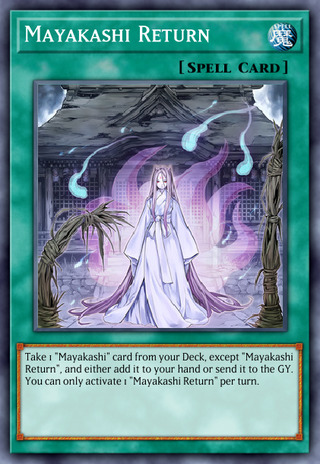 Mayakashi Return
魔
[Spell Card]
Take 1 "Mayakashi" card from your Deck, except "Mayakashi
Return", and either add it to your hand or send it to the GY.
You can only activate 1 "Mayakashi Return" per turn.